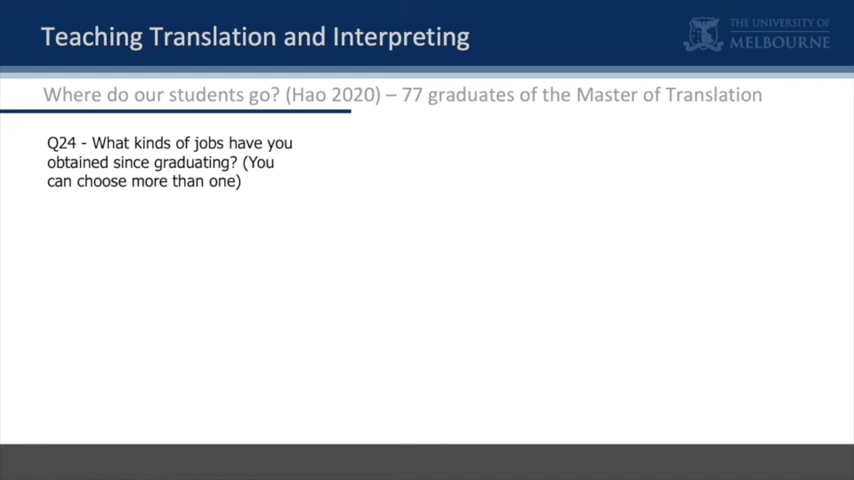 Teaching Translation and Interpreting
THE UNIVERSITY OF
MELBOURNE
Where do our students go? (Hao 2020) – 77 graduates of the Master of Translation
Q24 - What kinds of jobs have you
obtained since graduating? (You
can choose more than one)